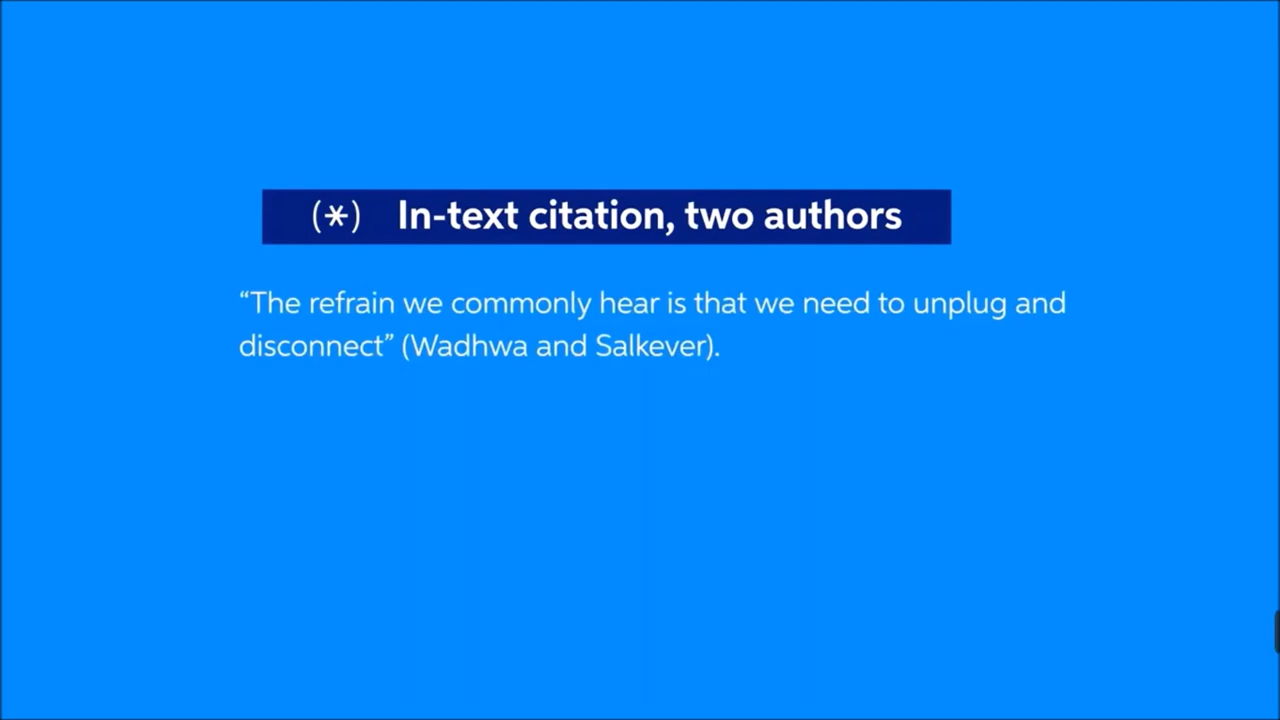 (*) In-text citation, two authors
“The refrain we commonly hear is that we need to unplug and
disconnect” (Wadhwa and Salkever).